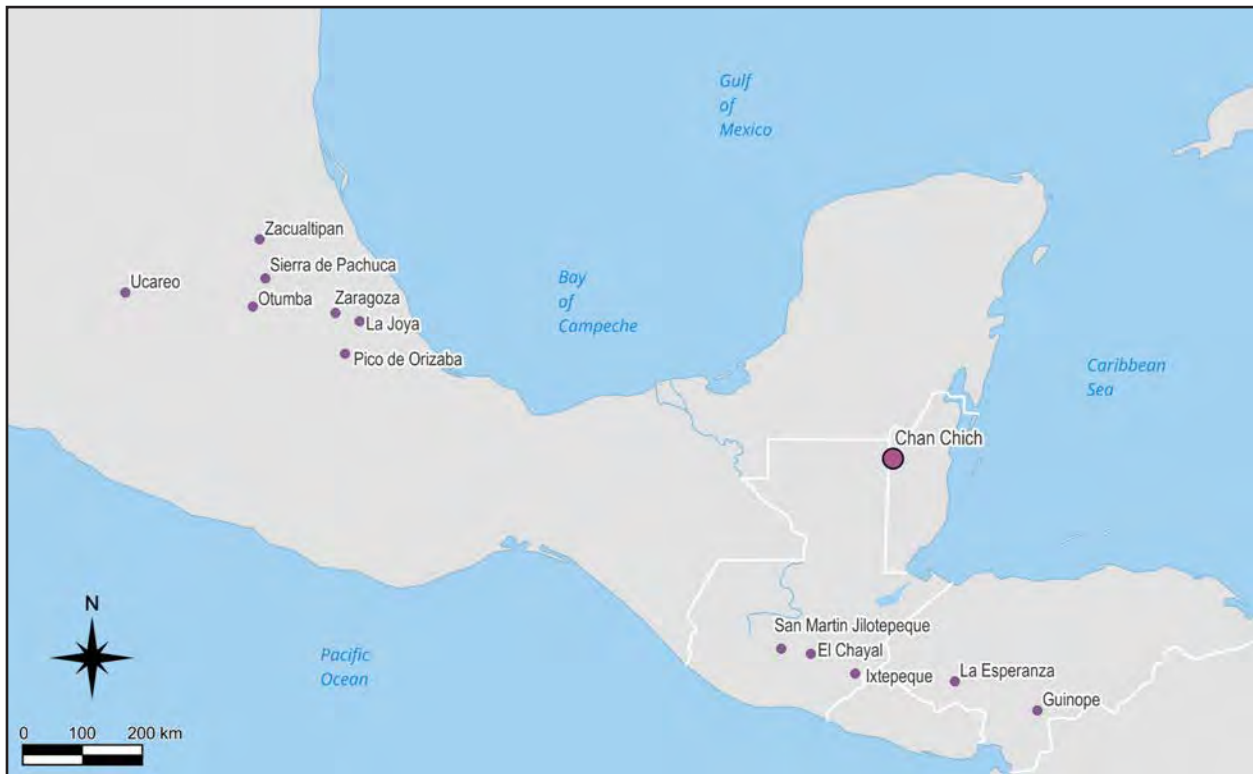 Gulf
of
Mexico
Zacualtipan
Sierra de Pachuca
Ucareo
Otumba
Zaragoza
La Joya
Pico de Orizaba
Bay
of
Campeche
Caribbean
Sea
Chan Chich
N
San Martin Jilotepeque
El Chayal
Ixtepeque
La Esperanza
Guinope
Pacific
Ocean
0 100 200 km